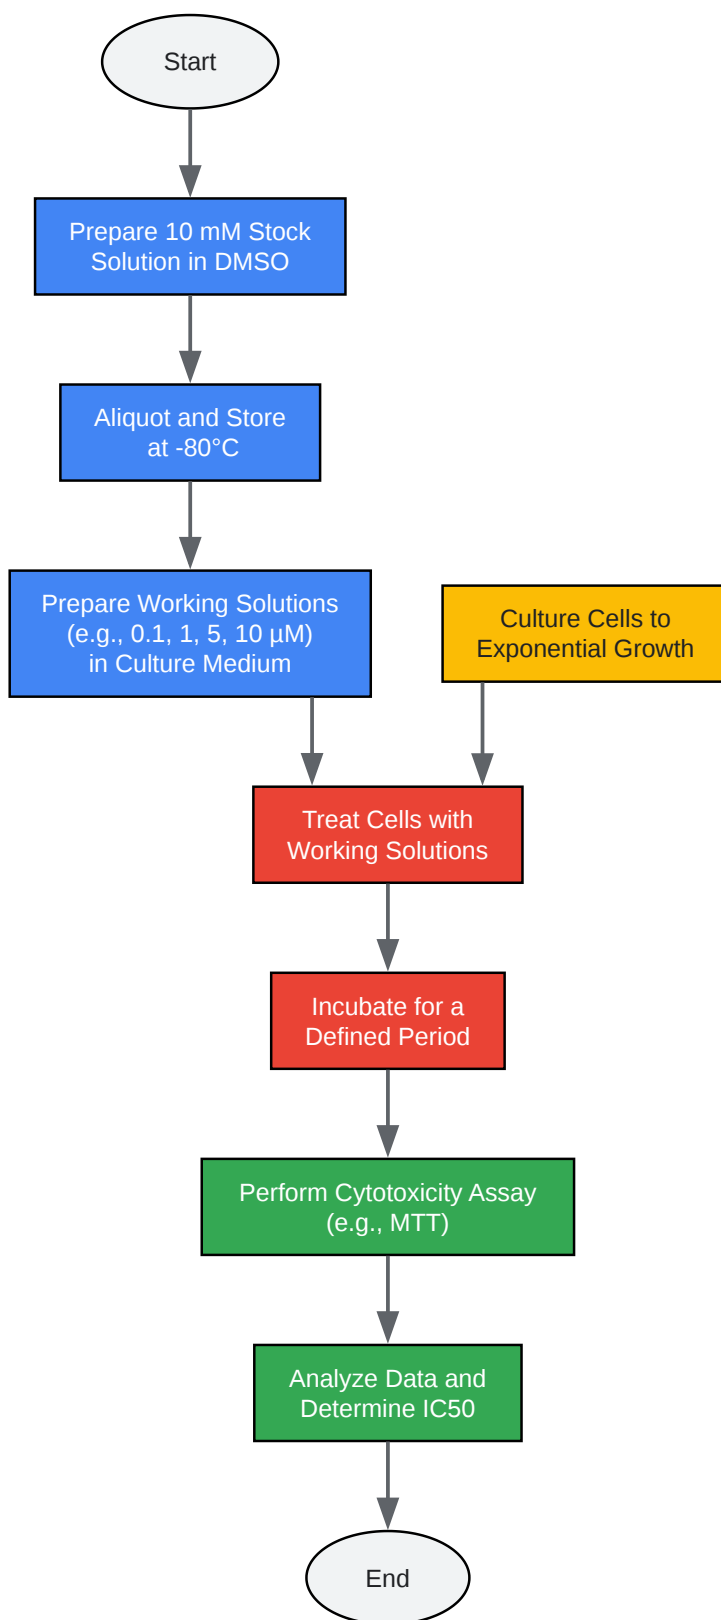 Start
Prepare 10 mM Stock
Solution in DMSO
Aliquot and Store
at -80°C
Prepare Working Solutions
(e.g., 0.1, 1, 5, 10 µM)
in Culture Medium
Culture Cells to
Exponential Growth
Treat Cells with
Working Solutions
Incubate for a
Defined Period
Perform Cytotoxicity Assay
(e.g., MTT)
Analyze Data and
Determine IC50
End